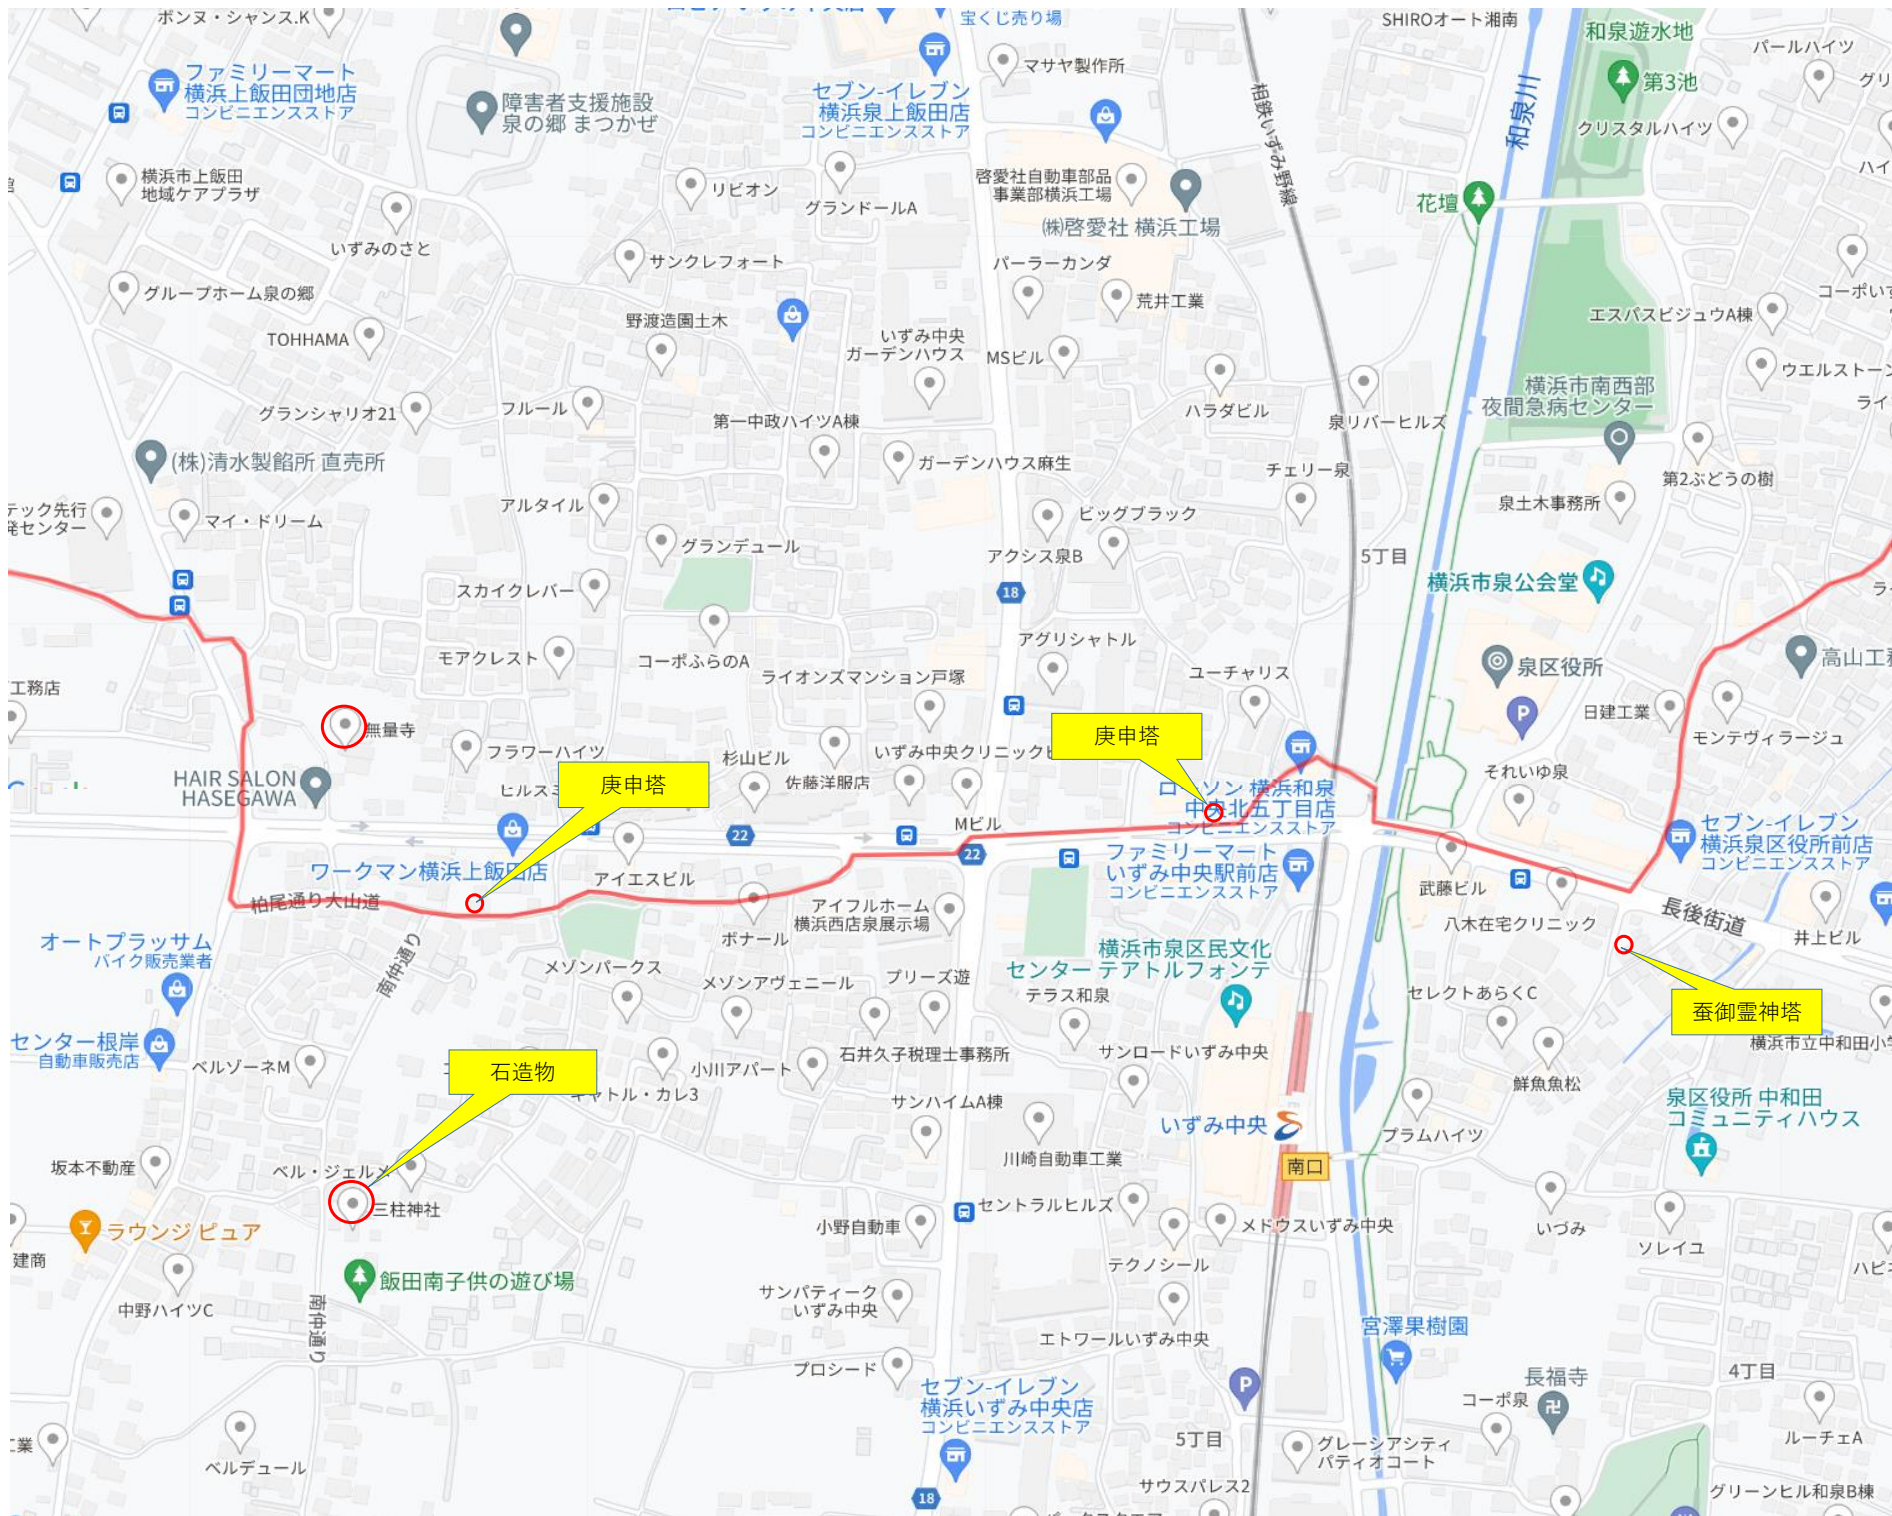 ボンヌ・シャンス.K
宝くじ売り場
SHIROオート湘南
和泉遊水地
第3池
パールハイツ
グリ
ファミリーマート
横浜上飯田団地店
コンビニエンスストア
障害者支援施設
泉の郷 まつかぜ
セブン-イレブン
横浜泉上飯田店
コンビニエンスストア
マサヤ製作所
相鉄いずみ野線
和泉川
クリスタルハイツ
ハイ
横浜市上飯田
地域ケアプラザ
リビオン
グランドールA
啓愛社自動車部品
事業部横浜工場
㈱啓愛社 横浜工場
花壇
いずみのさと
サンクレフォート
パーラーカンダ
グループホーム泉の郷
荒井工業
コーポいす
TOHHAMA
野渡造園土木
いずみ中央
ガーデンハウス
MSビル
エスパスビジュウA棟
ウエルストーン
グランシャリオ21
フルール
第一中政ハイツA棟
ハラダビル
泉リバーヒルズ
横浜市南西部
夜間急病センター
ライ
(株)清水製餡所 直売所
ガーデンハウス麻生
チェリー泉
第2ぶどうの樹
テック先行
発センター
マイ・ドリーム
アルタイル
グランデュール
ビッグブラック
アクシス泉B
泉土木事務所
5丁目
横浜市泉公会堂
スカイクレバー
18
アグリシャトル
モアクレスト
コーポふらのA
ライオンズマンション戸塚
ユーチャリス
泉区役所
高山工務
工務店
無量寺
フラワーハイツ
杉山ビル
佐藤洋服店
いずみ中央クリニックビ
庚申塔
日建工業
モンテヴィラージュ
HAIR SALON
HASEGAWA
ヒルスミ
庚申塔
ローソン 横浜和泉
中央北五丁目店
コンビニエンスストア
それいゆ泉
Mビル
22
22
ワークマン横浜上飯田店
アイエスビル
ファミリーマート
いずみ中央駅前店
コンビニエンスストア
セブン-イレブン
横浜泉区役所前店
コンビニエンスストア
武藤ビル
柏尾通り大山道
アイフルホーム
横浜西店泉展示場
八木在宅クリニック
長後街道
井上ビル
オートプラッサム
バイク販売業者
南仲通り
ボナール
メゾンパークス
メゾンアヴェニール
プリーズ遊
横浜市泉区民文化
センター テアトルフォンテ
テラス和泉
セレクトあらくC
蚕御霊神塔
センター根岸
自動車販売店
ベルゾーネM
石造物
キャトル・カレ3
小川アパート
石井久子税理士事務所
サンロードいずみ中央
横浜市立中和田小学
鮮魚魚松
サンハイムA棟
いずみ中央
泉区役所 中和田
コミュニティハウス
プラムハイツ
坂本不動産
ベル・ジェルメ
三柱神社
川崎自動車工業
南口
ラウンジ ピュア
小野自動車
セントラルヒルズ
メドウスいずみ中央
いづみ
ソレイユ
建商
飯田南子供の遊び場
テクノシール
ハピネ
中野ハイツC
南仲通り
サンパティーク
いずみ中央
エトワールいずみ中央
宮澤果樹園
プロシード
セブン-イレブン
横浜いずみ中央店
コンビニエンスストア
長福寺
コーポ泉
4丁目
5丁目
グレーシアシティ
パティオコート
ルーチェA
ベルデュール
18
サウスパレス2
グリーンヒル和泉B棟